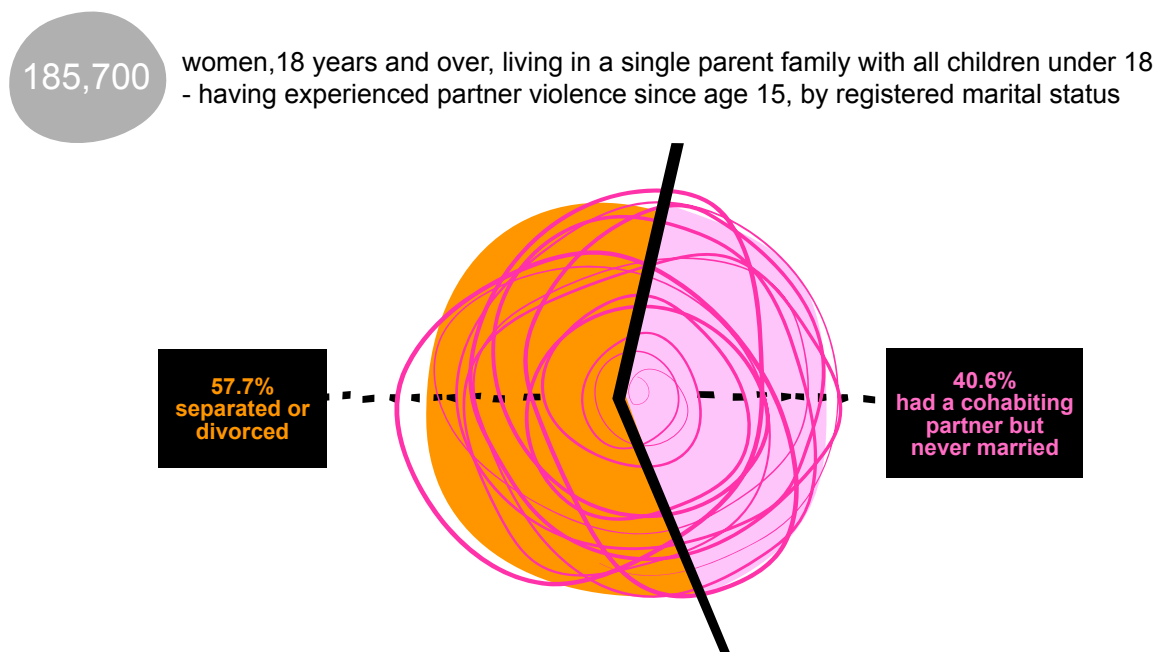 185,700
women,18 years and over, living in a single parent family with all children under 18
- having experienced partner violence since age 15, by registered marital status
57.7%
separated or
divorced
40.6%
had a cohabiting
partner but
never married